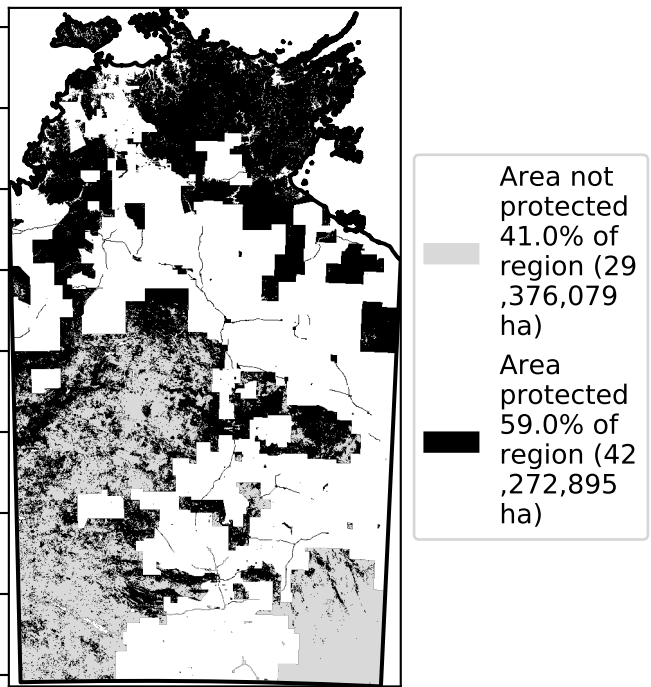 Area not
protected
41.0% of
region (29
,376,079
ha)
Area
protected
59.0% of
region (42
,272,895
ha)